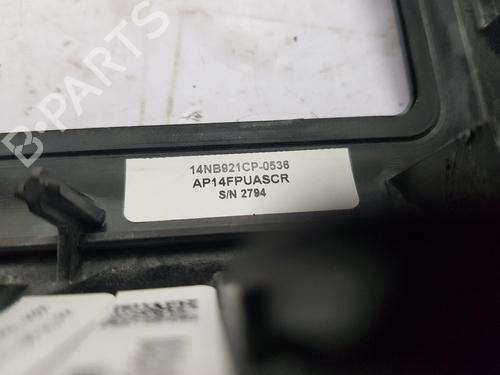 B-PARTS
14NB921CP-0536
AP14FPUASCR
S/N 2794